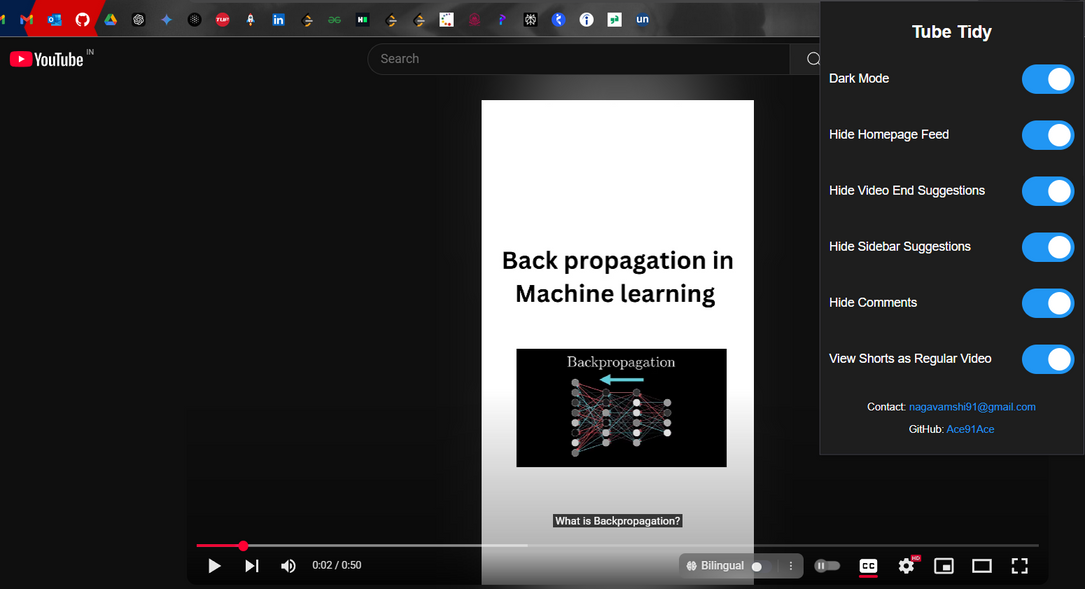 YouTube IN
Search
Tube Tidy
Dark Mode
Hide Homepage Feed
Hide Video End Suggestions
Hide Sidebar Suggestions
Hide Comments
View Shorts as Regular Video
Contact: nagavamshi91@gmail.com
GitHub: Ace91Ace
Back propagation in
Machine learning
Backpropagation
What is Backpropagation?
0:02 / 0:50
Bilingual
CC
HD